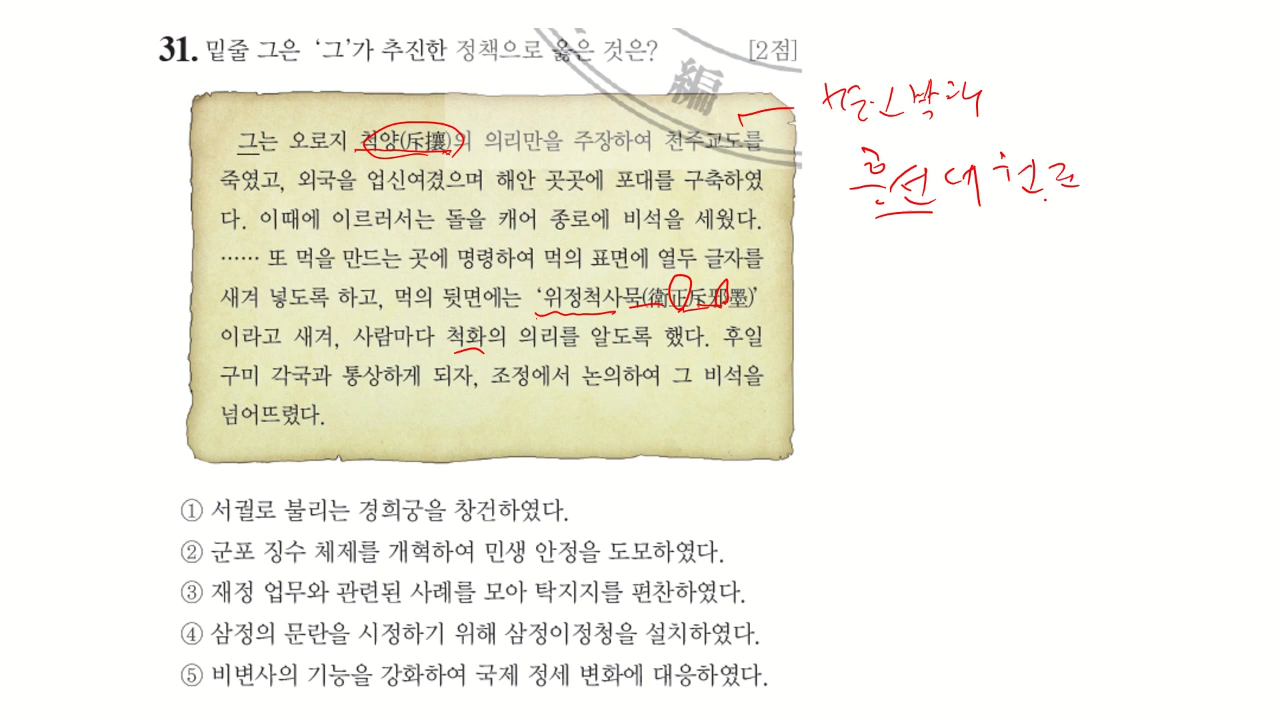 31. 밑줄 그은 ‘그’가 추진한 정책으로 옳은 것은? [2점]
編
그는 오로지 척양(斥攘)의 의리만을 주장하여 천주교도를
죽였고, 외국을 업신여겼으며 해안 곳곳에 포대를 구축하였
다. 이때에 이르러서는 돌을 캐어 종로에 비석을 세웠다.
…… 또 먹을 만드는 곳에 명령하여 먹의 표면에 열두 글자를
새겨 넣도록 하고, 먹의 뒷면에는 ‘위정척사묵(衛正斥邪墨)’
이라고 새겨, 사람마다 척화의 의리를 알도록 했다. 후일
구미 각국과 통상하게 되자, 조정에서 논의하여 그 비석을
넘어뜨렸다.
흥선대원군
① 서궐로 불리는 경희궁을 창건하였다.
② 군포 징수 체제를 개혁하여 민생 안정을 도모하였다.
③ 재정 업무와 관련된 사례를 모아 탁지지를 편찬하였다.
④ 삼정의 문란을 시정하기 위해 삼정이정청을 설치하였다.
⑤ 비변사의 기능을 강화하여 국제 정세 변화에 대응하였다.